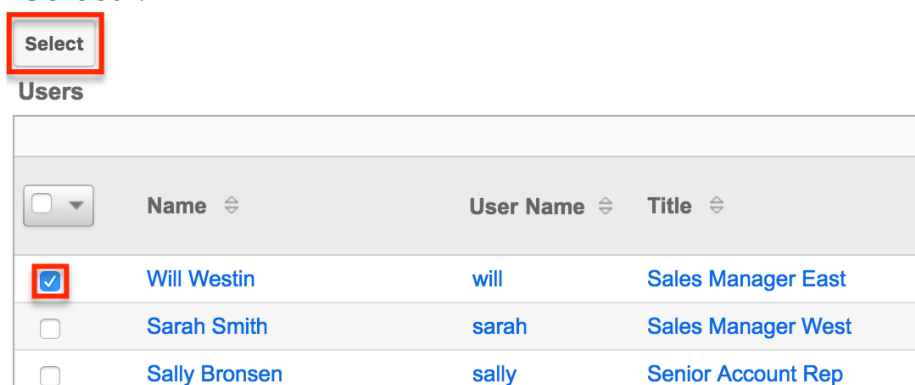 Select
Users
Name User Name Title
Will Westin will Sales Manager East
Sarah Smith sarah Sales Manager West
Sally Bronsen sally Senior Account Rep